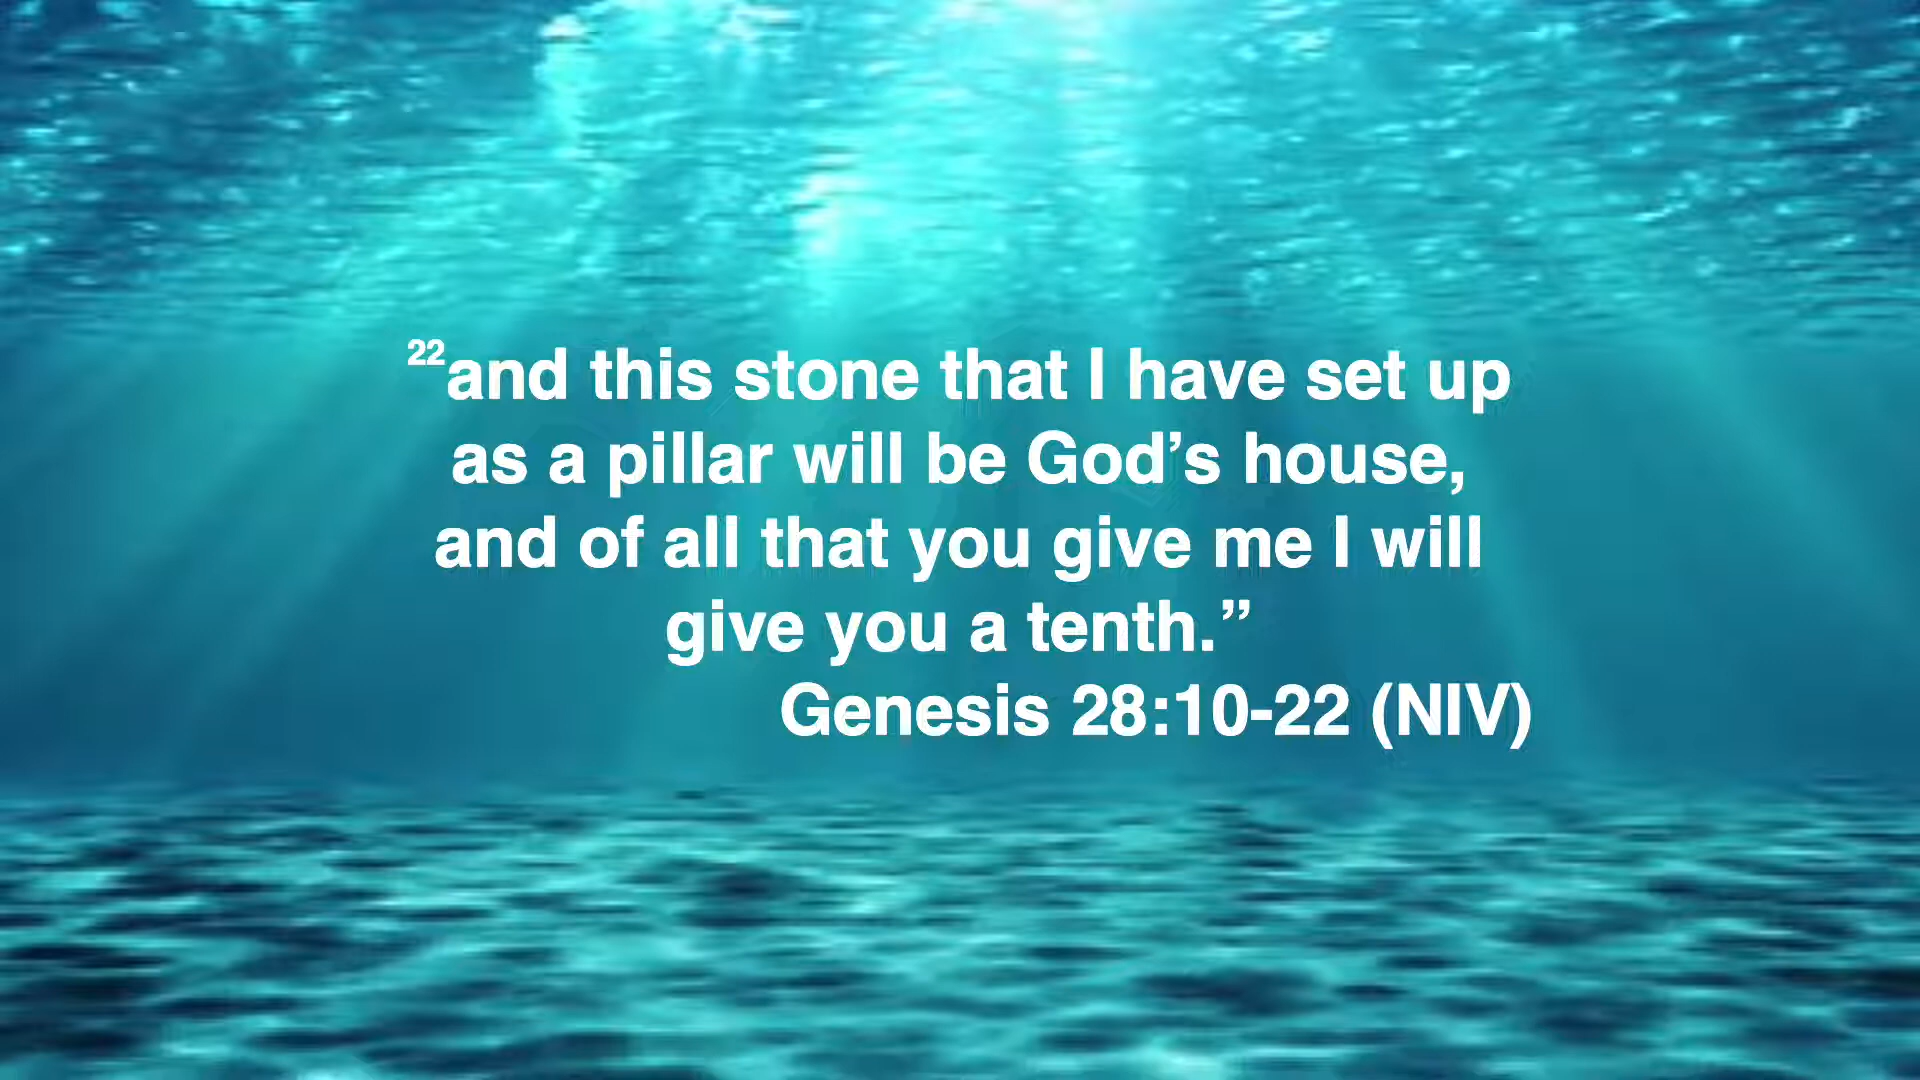 ²²and this stone that I have set up
as a pillar will be God’s house,
and of all that you give me I will
give you a tenth.”
Genesis 28:10-22 (NIV)